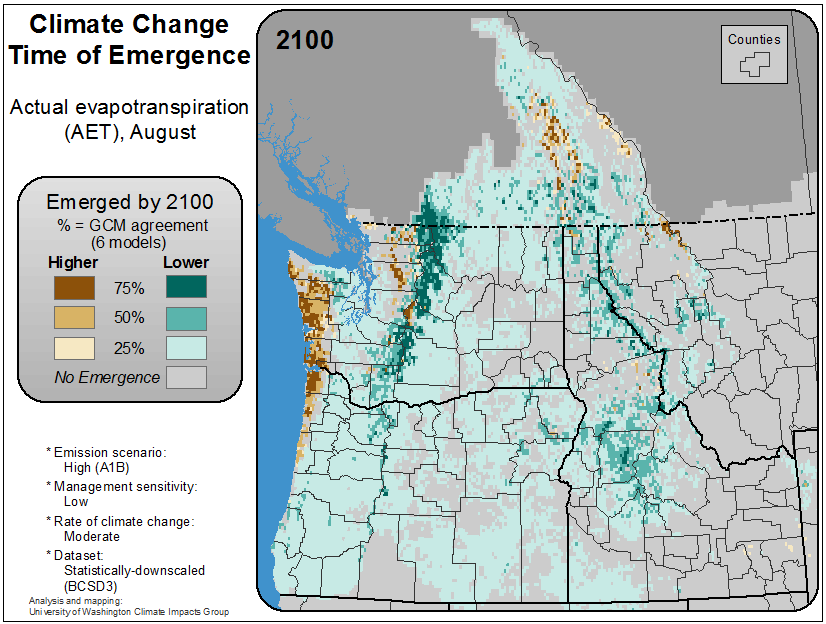 Climate Change
Time of Emergence
Actual evapotranspiration
(AET), August
Emerged by 2100
% = GCM agreement
(6 models)
Higher Lower
75%
50%
25%
No Emergence
* Emission scenario:
High (A1B)
* Management sensitivity:
Low
* Rate of climate change:
Moderate
* Dataset:
Statistically-downscaled
(BCSD3)
Analysis and mapping:
University of Washington Climate Impacts Group
2100
Counties